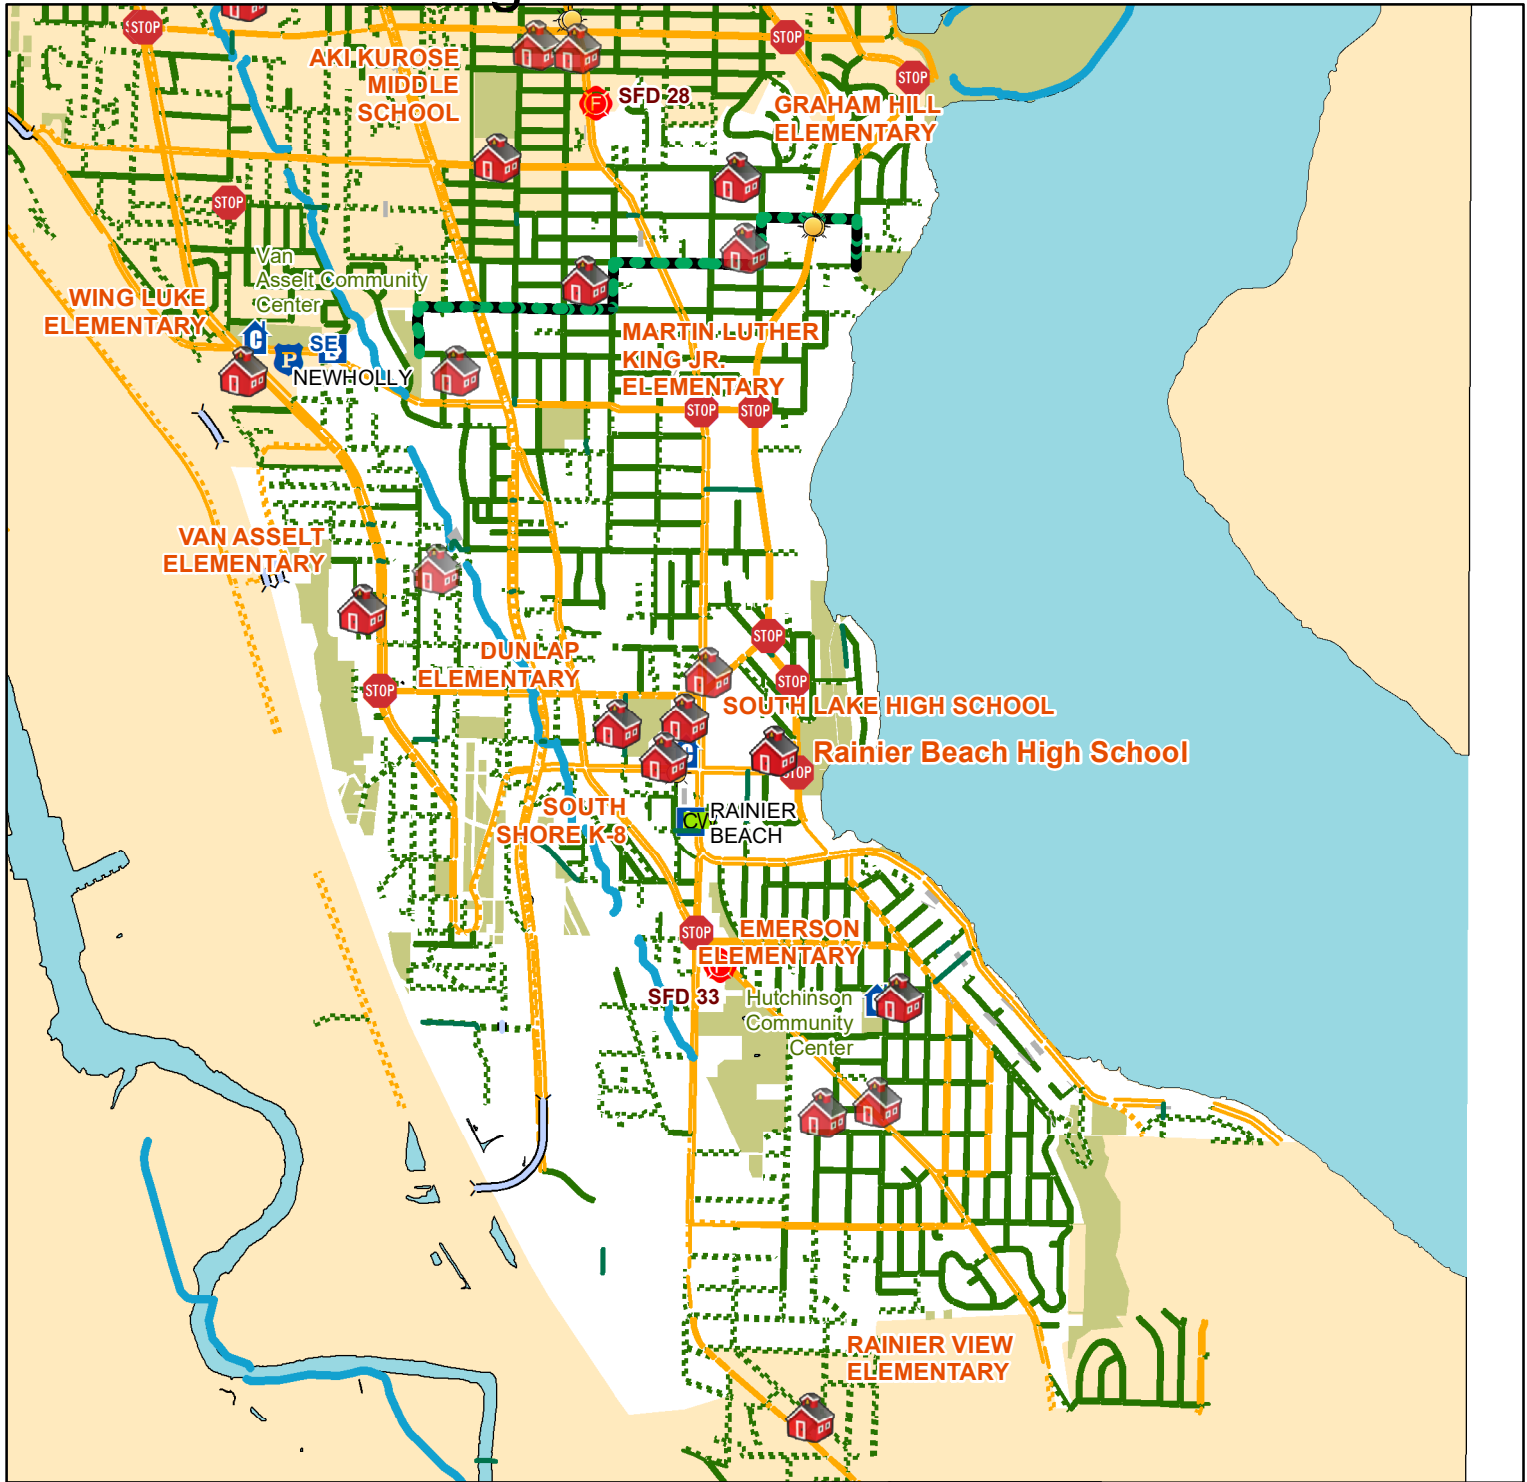 STOP
STOP
AKI KUROSE
MIDDLE
SCHOOL
STOP
F
SFD 28
GRAHAM HILL
ELEMENTARY
STOP
Van
Asselt Community
Center
WING LUKE
ELEMENTARY
C
P
SE
NEWHOLLY
MARTIN LUTHER
KING JR.
ELEMENTARY
STOP
STOP
VAN ASSELT
ELEMENTARY
STOP
DUNLAP
ELEMENTARY
STOP
STOP
SOUTH LAKE HIGH SCHOOL
Rainier Beach High School
STOP
SOUTH
SHORE K-8
RAINIER
BEACH
STOP
EMERSON
ELEMENTARY
SFD 33
Hutchinson
Community
Center
RAINIER VIEW
ELEMENTARY